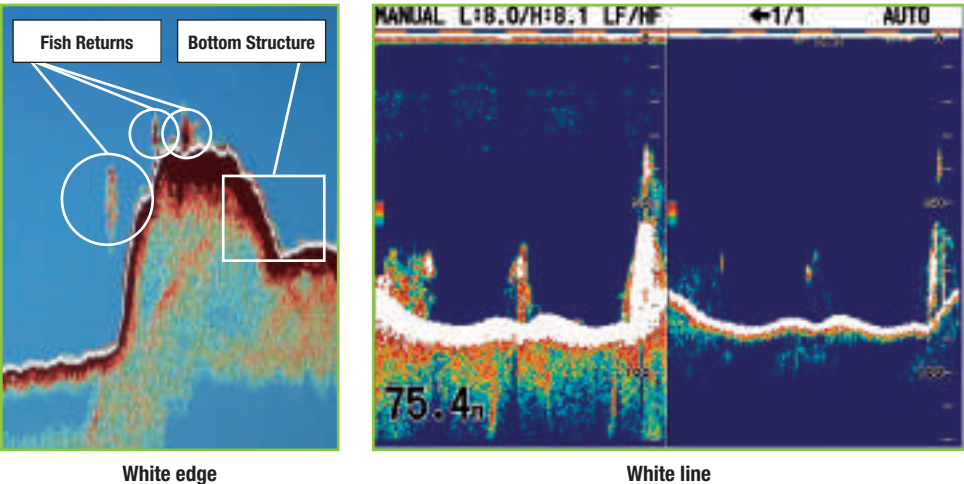 Fish Returns
Bottom Structure
White edge
MANUAL L:8.0/H:8.1 LF/HF ←1/1 AUTO
75.4m
White line